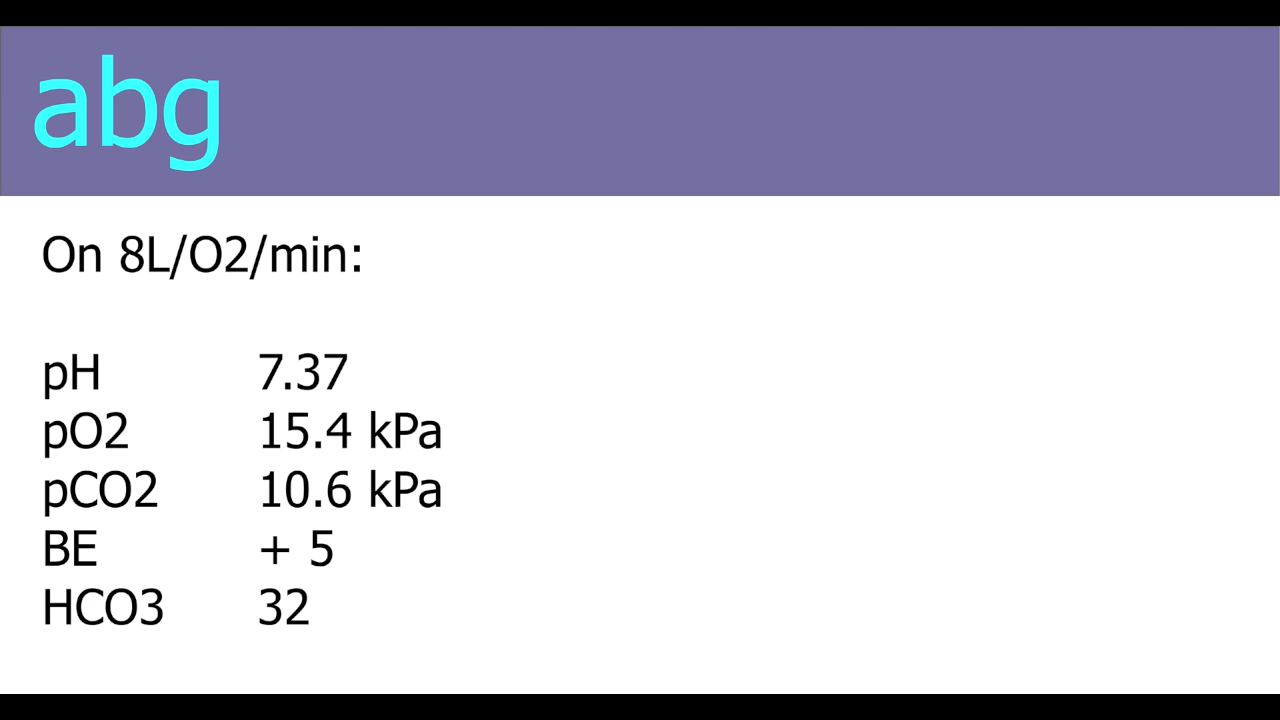 abg
On 8L/O2/min:
pH 7.37
pO2 15.4 kPa
pCO2 10.6 kPa
BE + 5
HCO3 32